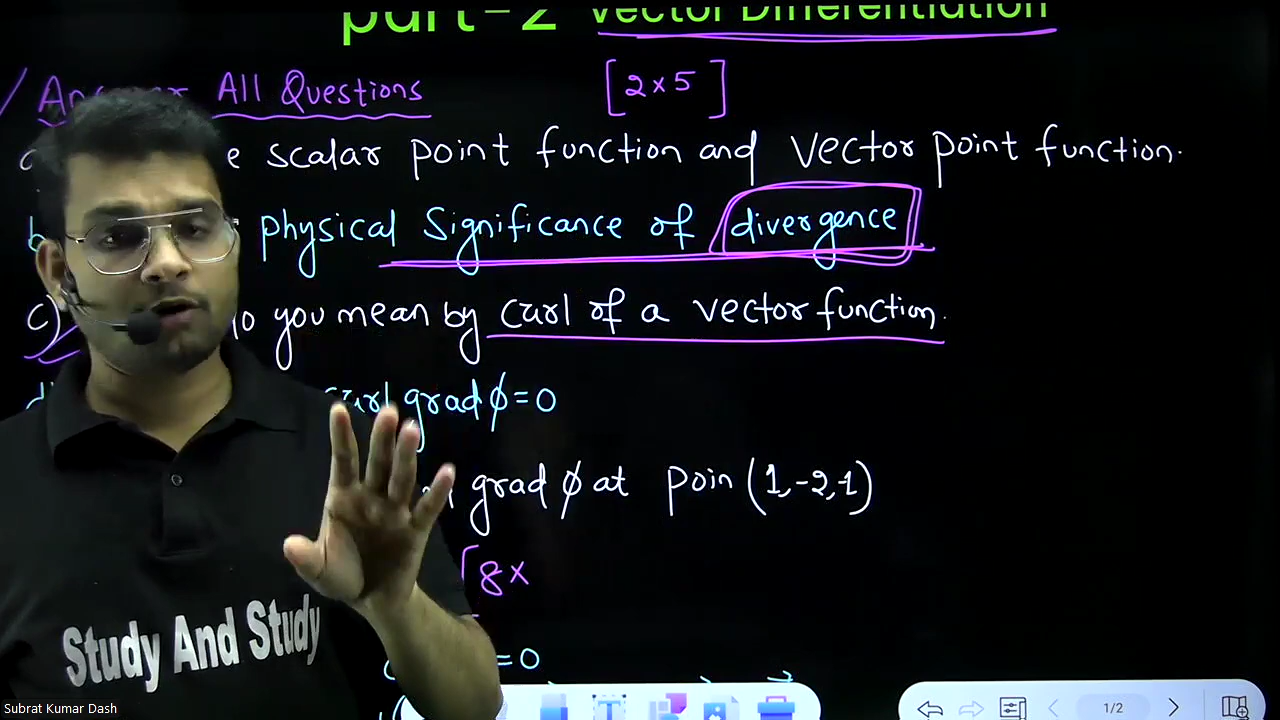 part-2 Vector Differentiation
All Questions [2×5]
scalar point function and vector point function.
physical Significance of divergence
c) you mean by curl of a vector function.
curl grad ϕ=0
grad ϕ at poin (1,-2,-1)
[8×
=0
Study And Study
Subrat Kumar Dash
1/2